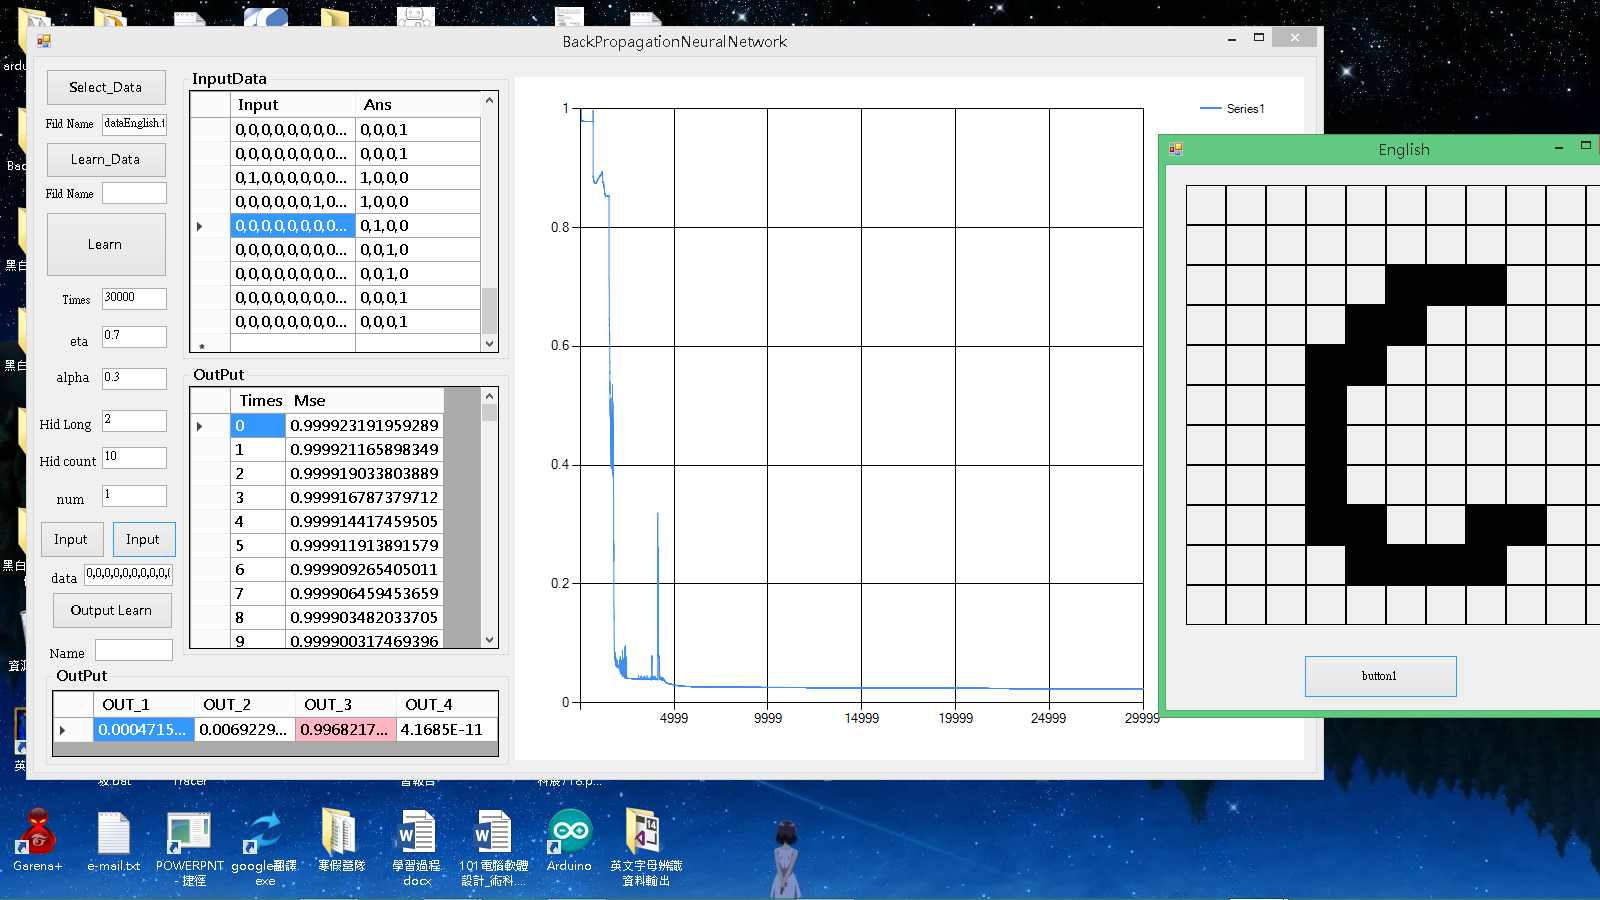 BackPropagationNeuralNetwork
Select_Data
Fild Name
dataEnglish.t
Learn_Data
Fild Name
Learn
Times
30000
eta
0.7
alpha
0.3
Hid Long
2
Hid count
10
num
1
Input
Input
data
0,0,0,0,0,0,0,0,0,(
Output Learn
Name
InputData
Input Ans
0,0,0,0,0,0,0,0... 0,0,0,1
0,0,0,0,0,0,0,0... 0,0,0,1
0,1,0,0,0,0,0,0... 1,0,0,0
0,0,0,0,0,0,1,0... 1,0,0,0
0,0,0,0,0,0,0,0... 0,1,0,0
0,0,0,0,0,0,0,0... 0,0,1,0
0,0,0,0,0,0,0,0... 0,0,1,0
0,0,0,0,0,0,0,0... 0,0,0,1
0,0,0,0,0,0,0,0... 0,0,0,1
OutPut
Times Mse
0 0.999923191959289
1 0.999921165898349
2 0.999919033803889
3 0.999916787379712
4 0.999914417459505
5 0.999911913891579
6 0.999909265405011
7 0.999906459453659
8 0.999903482033705
9 0.999900317469396
OutPut
OUT_1 OUT_2 OUT_3 OUT_4
0.0004715... 0.0069229... 0.9968217... 4.1685E-11
1
0.8
0.6
0.4
0.2
0
4999 9999 14999 19999 24999 29999
Series1
English
button1
Garena+
e-mail.txt
POWERPNT
- 捷徑
google翻譯.
exe
寒假營隊
學習過程.
docx
101電腦軟體
設計_術科....
Arduino
英文字母辨識
資料輸出